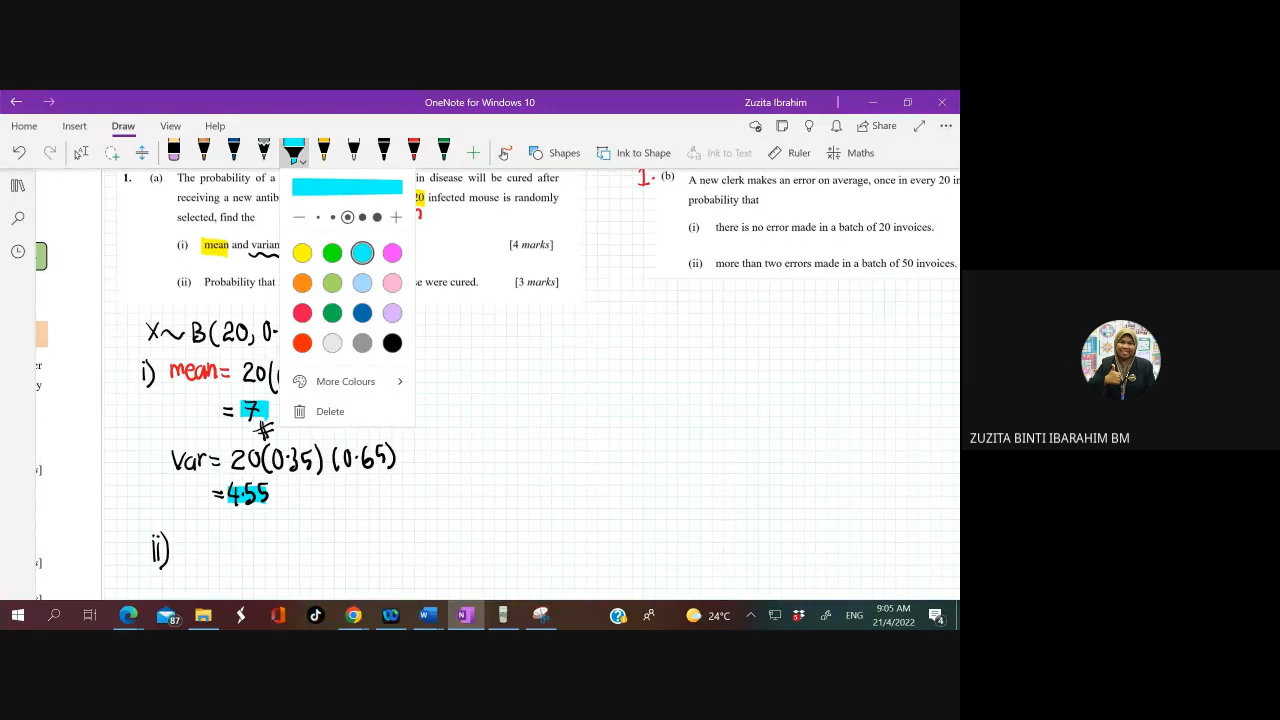 OneNote for Windows 10
Zuzita Ibrahim
Home Insert Draw View Help
Share
Shapes Ink to Shape Ink to Text Ruler Maths
1. (a) The probability of a in disease will be cured after
receiving a new antib 20 infected mouse is randomly
selected, find the
(i) mean and varian [4 marks]
(ii) Probability that se were cured. [3 marks]
1. (b) A new clerk makes an error on average, once in every 20 in
probability that
(i) there is no error made in a batch of 20 invoices.
(ii) more than two errors made in a batch of 50 invoices.
More Colours
Delete
X ~ B(20, 0.
i) mean = 20(
= 7
Var = 20(0.35)(0.65)
= 4.55
ii)
ZUZITA BINTI IBARAHIM BM
87
24°C
ENG
9:05 AM
21/4/2022
4